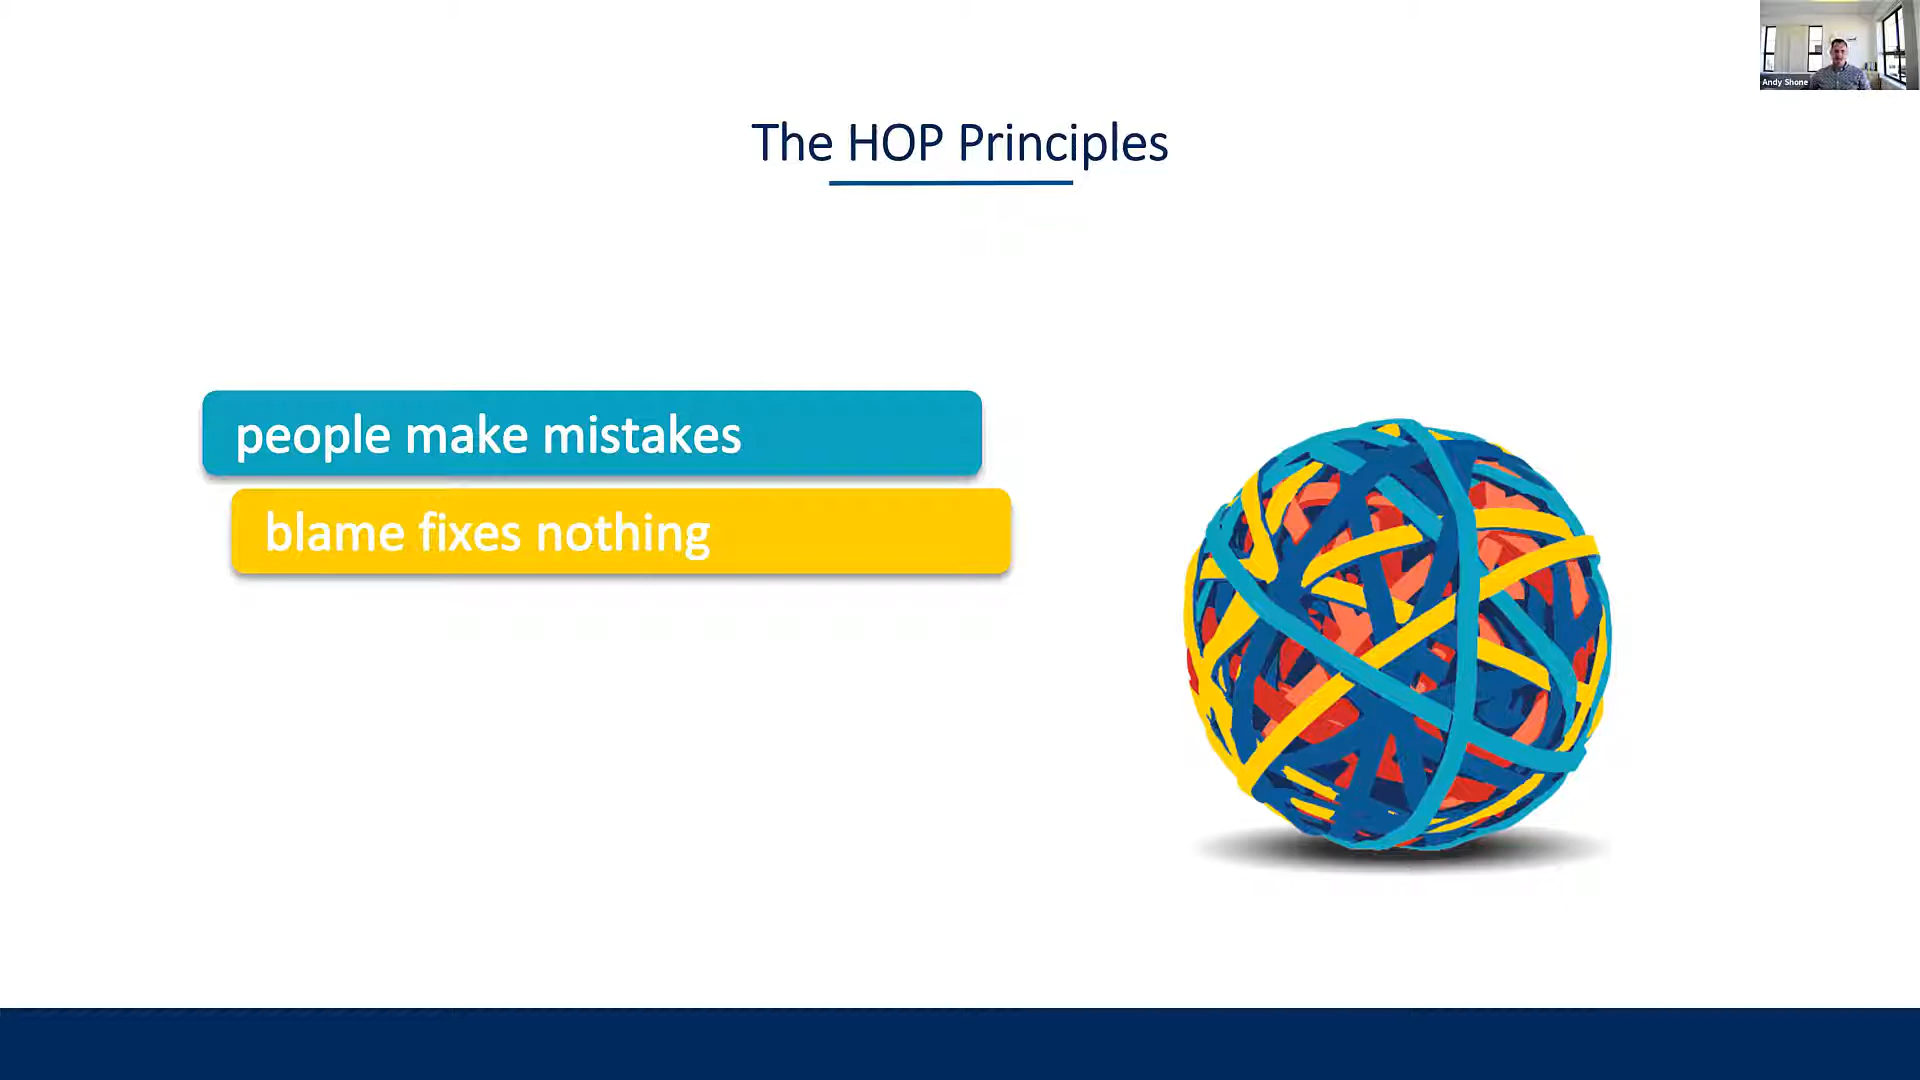 Andy Shone
The HOP Principles
people make mistakes
blame fixes nothing